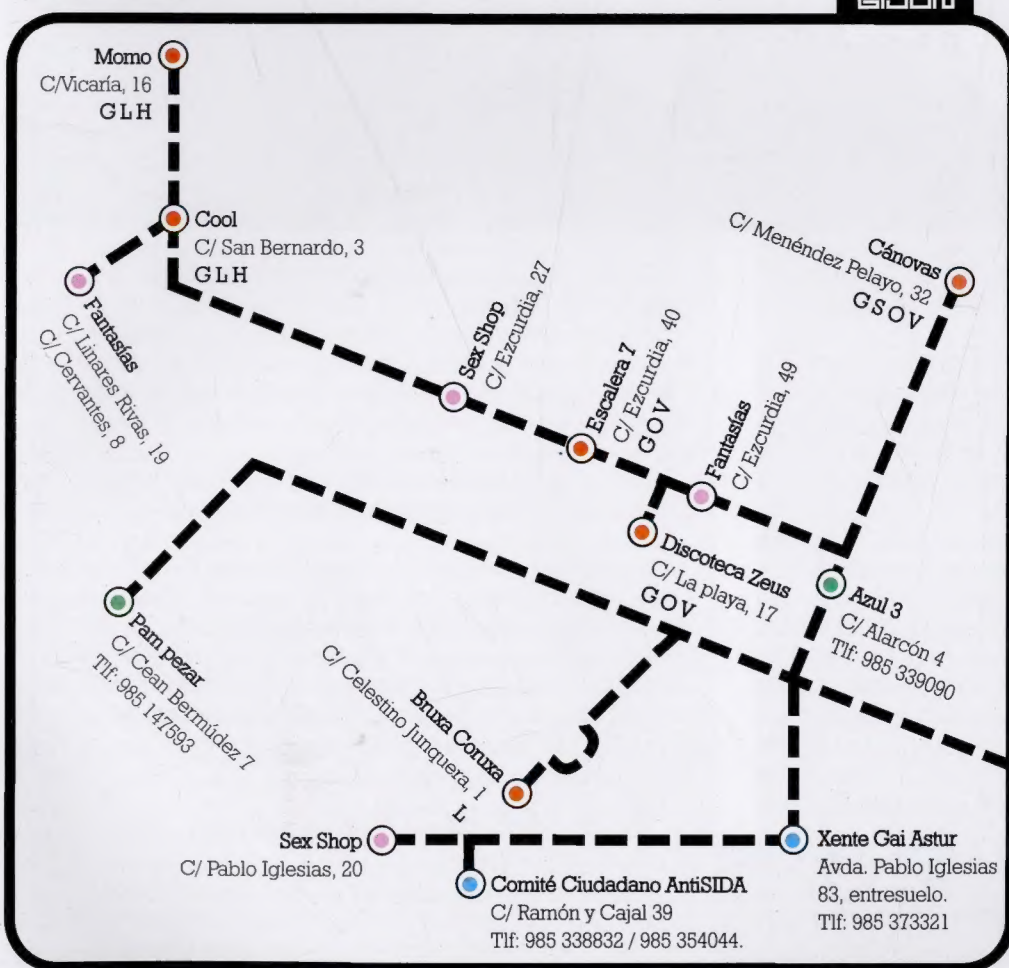 Momo
C/Vicaría, 16
GLH
Cool
C/ San Bernardo, 3
GLH
Fantasías
C/ Linares Rivas, 19
C/ Cervantes, 8
Sex Shop
C/ Ezcurdia, 27
Escalera 7
C/ Ezcurdia, 40
GOV
Fantasías
C/ Ezcurdia, 49
Cánovas
C/ Menéndez Pelayo, 32
GSOV
Discoteca Zeus
C/ La playa, 17
GOV
Azul 3
C/ Alarcón 4
Tlf: 985 339090
Pam pezar
C/ Cean Bermúdez 7
Tlf: 985 147593
Bruxa Coruxa
C/ Celestino Junquera, 1
L
Sex Shop
C/ Pablo Iglesias, 20
Comité Ciudadano AntiSIDA
C/ Ramón y Cajal 39
Tlf: 985 338832 / 985 354044.
Xente Gai Astur
Avda. Pablo Iglesias
83, entresuelo.
Tlf: 985 373321